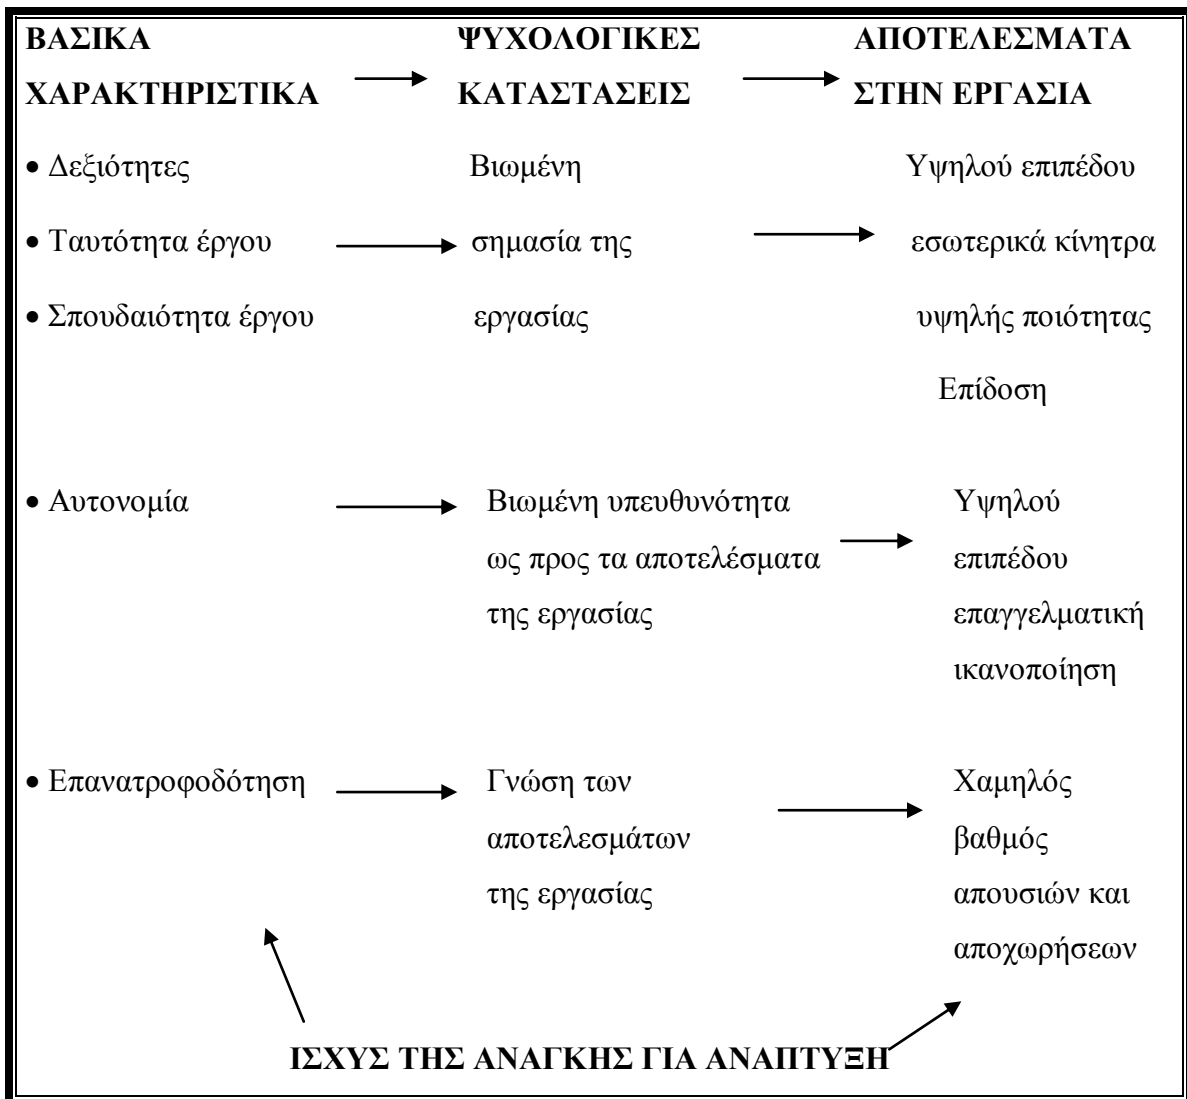 ΒΑΣΙΚΑ ΨΥΧΟΛΟΓΙΚΕΣ ΑΠΟΤΕΛΕΣΜΑΤΑ
ΧΑΡΑΚΤΗΡΙΣΤΙΚΑ ΚΑΤΑΣΤΑΣΕΙΣ ΣΤΗΝ ΕΡΓΑΣΙΑ
• Δεξιότητες Βιωμένη Υψηλού επιπέδου
• Ταυτότητα έργου σημασία της εσωτερικά κίνητρα
• Σπουδαιότητα έργου εργασίας υψηλής ποιότητας
Επίδοση
• Αυτονομία Βιωμένη υπευθυνότητα Υψηλού
ως προς τα αποτελέσματα επιπέδου
της εργασίας επαγγελματική
ικανοποίηση
• Επανατροφοδότηση Γνώση των Χαμηλός
αποτελεσμάτων βαθμός
της εργασίας απουσιών και
αποχωρήσεων
ΙΣΧΥΣ ΤΗΣ ΑΝΑΓΚΗΣ ΓΙΑ ΑΝΑΠΤΥΞΗ